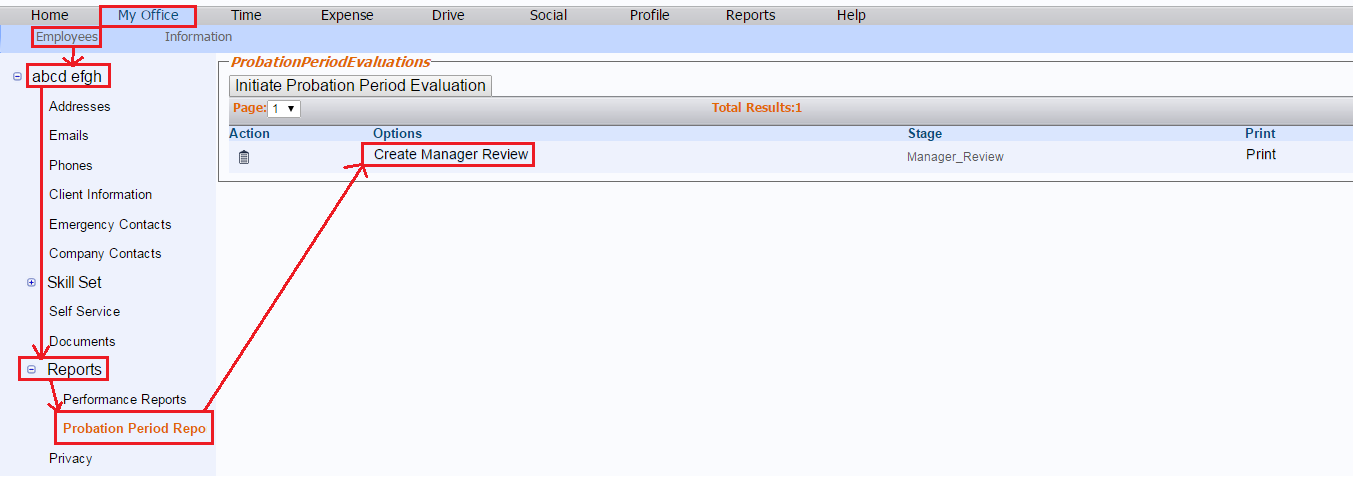 Home My Office Time Expense Drive Social Profile Reports Help
Employees Information
abcd efgh
Addresses
Emails
Phones
Client Information
Emergency Contacts
Company Contacts
Skill Set
Self Service
Documents
Reports
Performance Reports
Probation Period Repo
Privacy
ProbationPeriodEvaluations
Initiate Probation Period Evaluation
Page: 1 Total Results:1
Action Options Stage Print
Create Manager Review Manager_Review Print